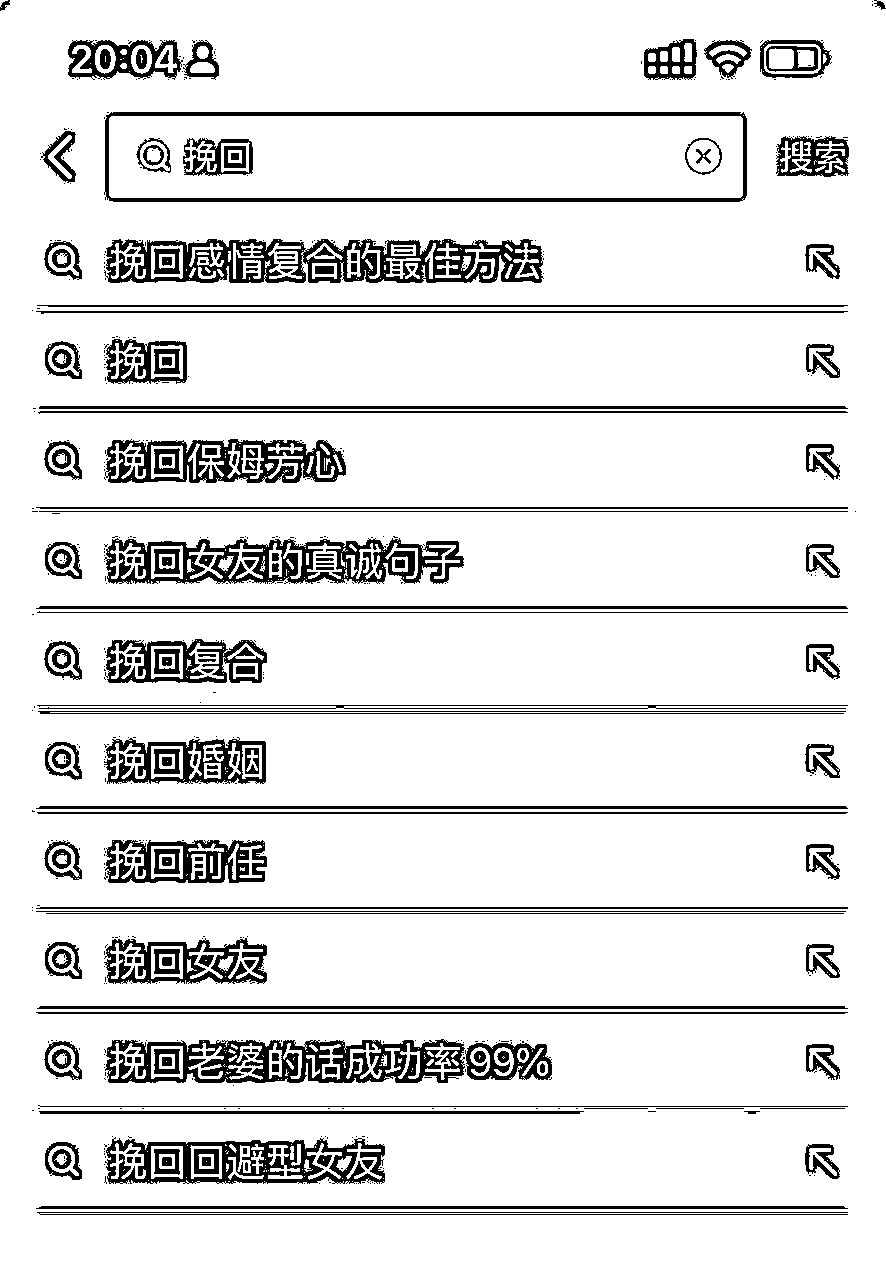 20:04
挽回
搜索
挽回感情复合的最佳方法
挽回
挽回保姆芳心
挽回女友的真诚句子
挽回复合
挽回婚姻
挽回前任
挽回女友
挽回老婆的话成功率99%
挽回回避型女友